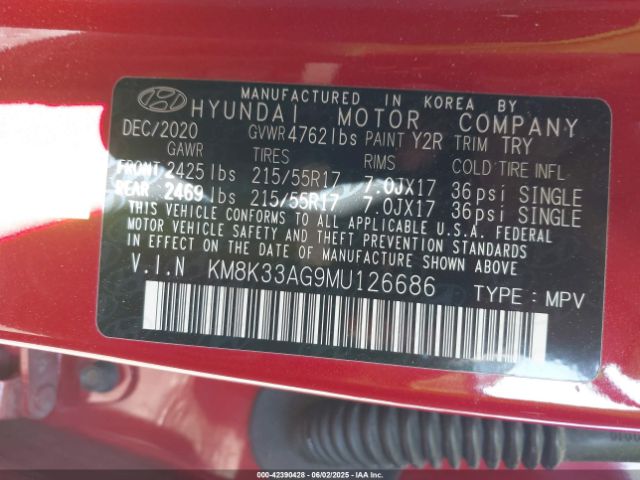 MANUFACTURED IN KOREA BY
HYUNDAI MOTOR COMPANY
DEC/2020 GVWR 4762lbs PAINT Y2R TRIM TRY
GAWR TIRES RIMS COLD TIRE INFL
FRONT 2425lbs 215/55R17 7.0JX17 36psi SINGLE
REAR 2469lbs 215/55R17 7.0JX17 36psi SINGLE
THIS VEHICLE CONFORMS TO ALL APPLICABLE U.S.A. FEDERAL
MOTOR VEHICLE SAFETY AND THEFT PREVENTION STANDARDS
IN EFFECT ON THE DATE OF MANUFACTURE SHOWN ABOVE.
V.I.N KM8K33AG9MU126686 TYPE : MPV
000-42390428 - 06/02/2025 - IAA Inc.